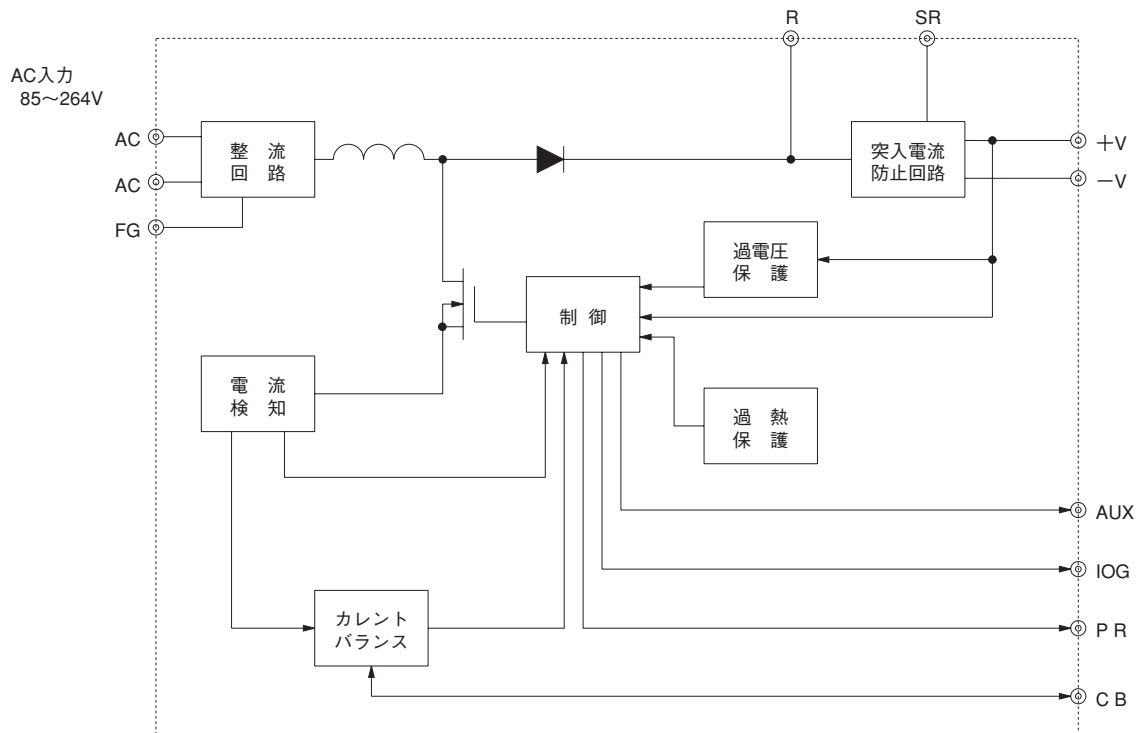 R
SR
AC入力
85～264V
AC
AC
FG
整 流
回 路
突入電流
防止回路
＋V
－V
過電圧
保 護
制 御
電 流
検 知
過 熱
保 護
AUX
IOG
カレント
バランス
P R
C B